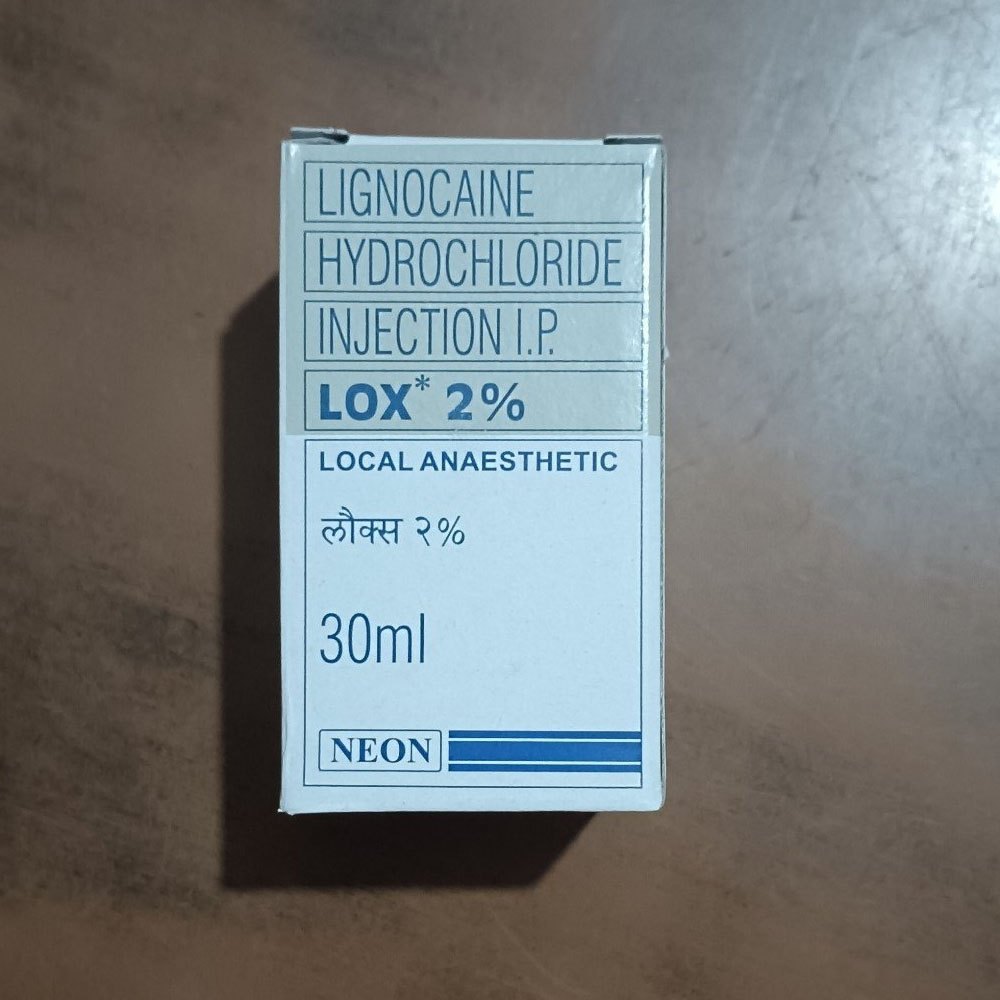 LIGNOCAINE
HYDROCHLORIDE
INJECTION I.P.
LOX* 2%
LOCAL ANAESTHETIC
लौक्स २%
30ml
NEON